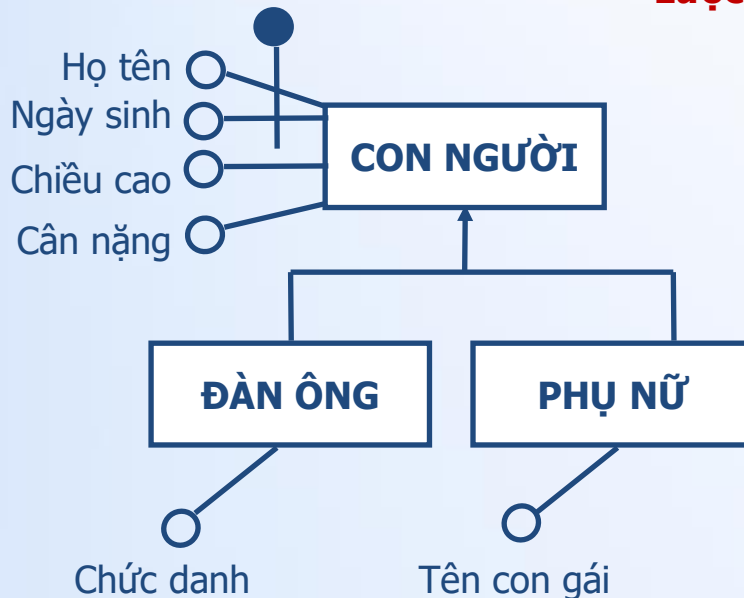 Họ tên
Ngày sinh
Chiều cao
Cân nặng
CON NGƯỜI
ĐÀN ÔNG
PHỤ NỮ
Chức danh
Tên con gái